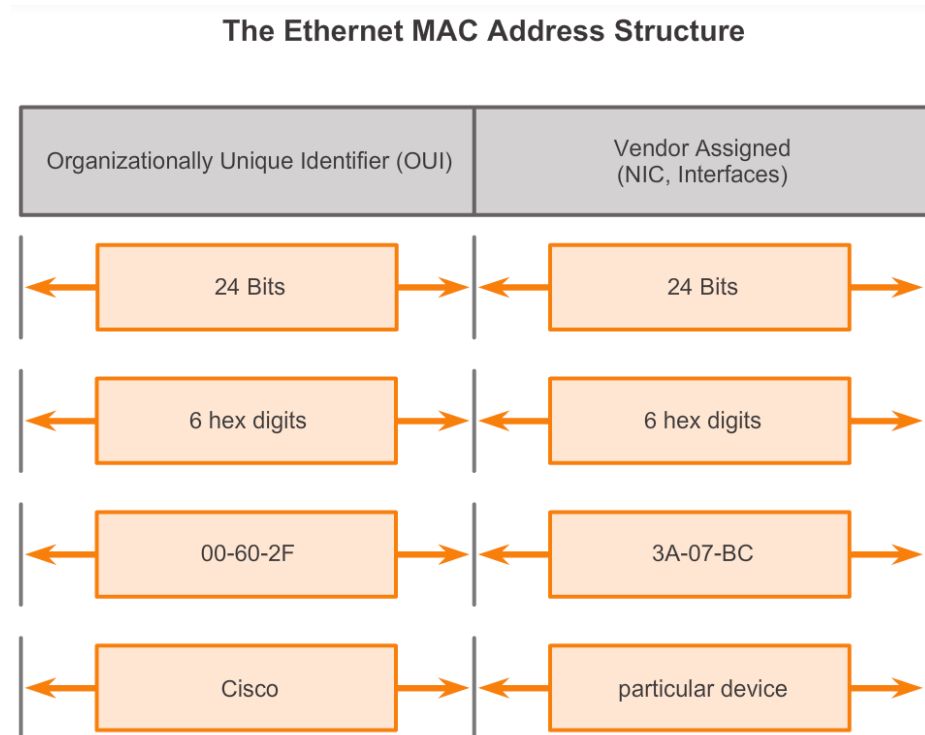 The Ethernet MAC Address Structure
Organizationally Unique Identifier (OUI)
Vendor Assigned
(NIC, Interfaces)
24 Bits
24 Bits
6 hex digits
6 hex digits
00-60-2F
3A-07-BC
Cisco
particular device